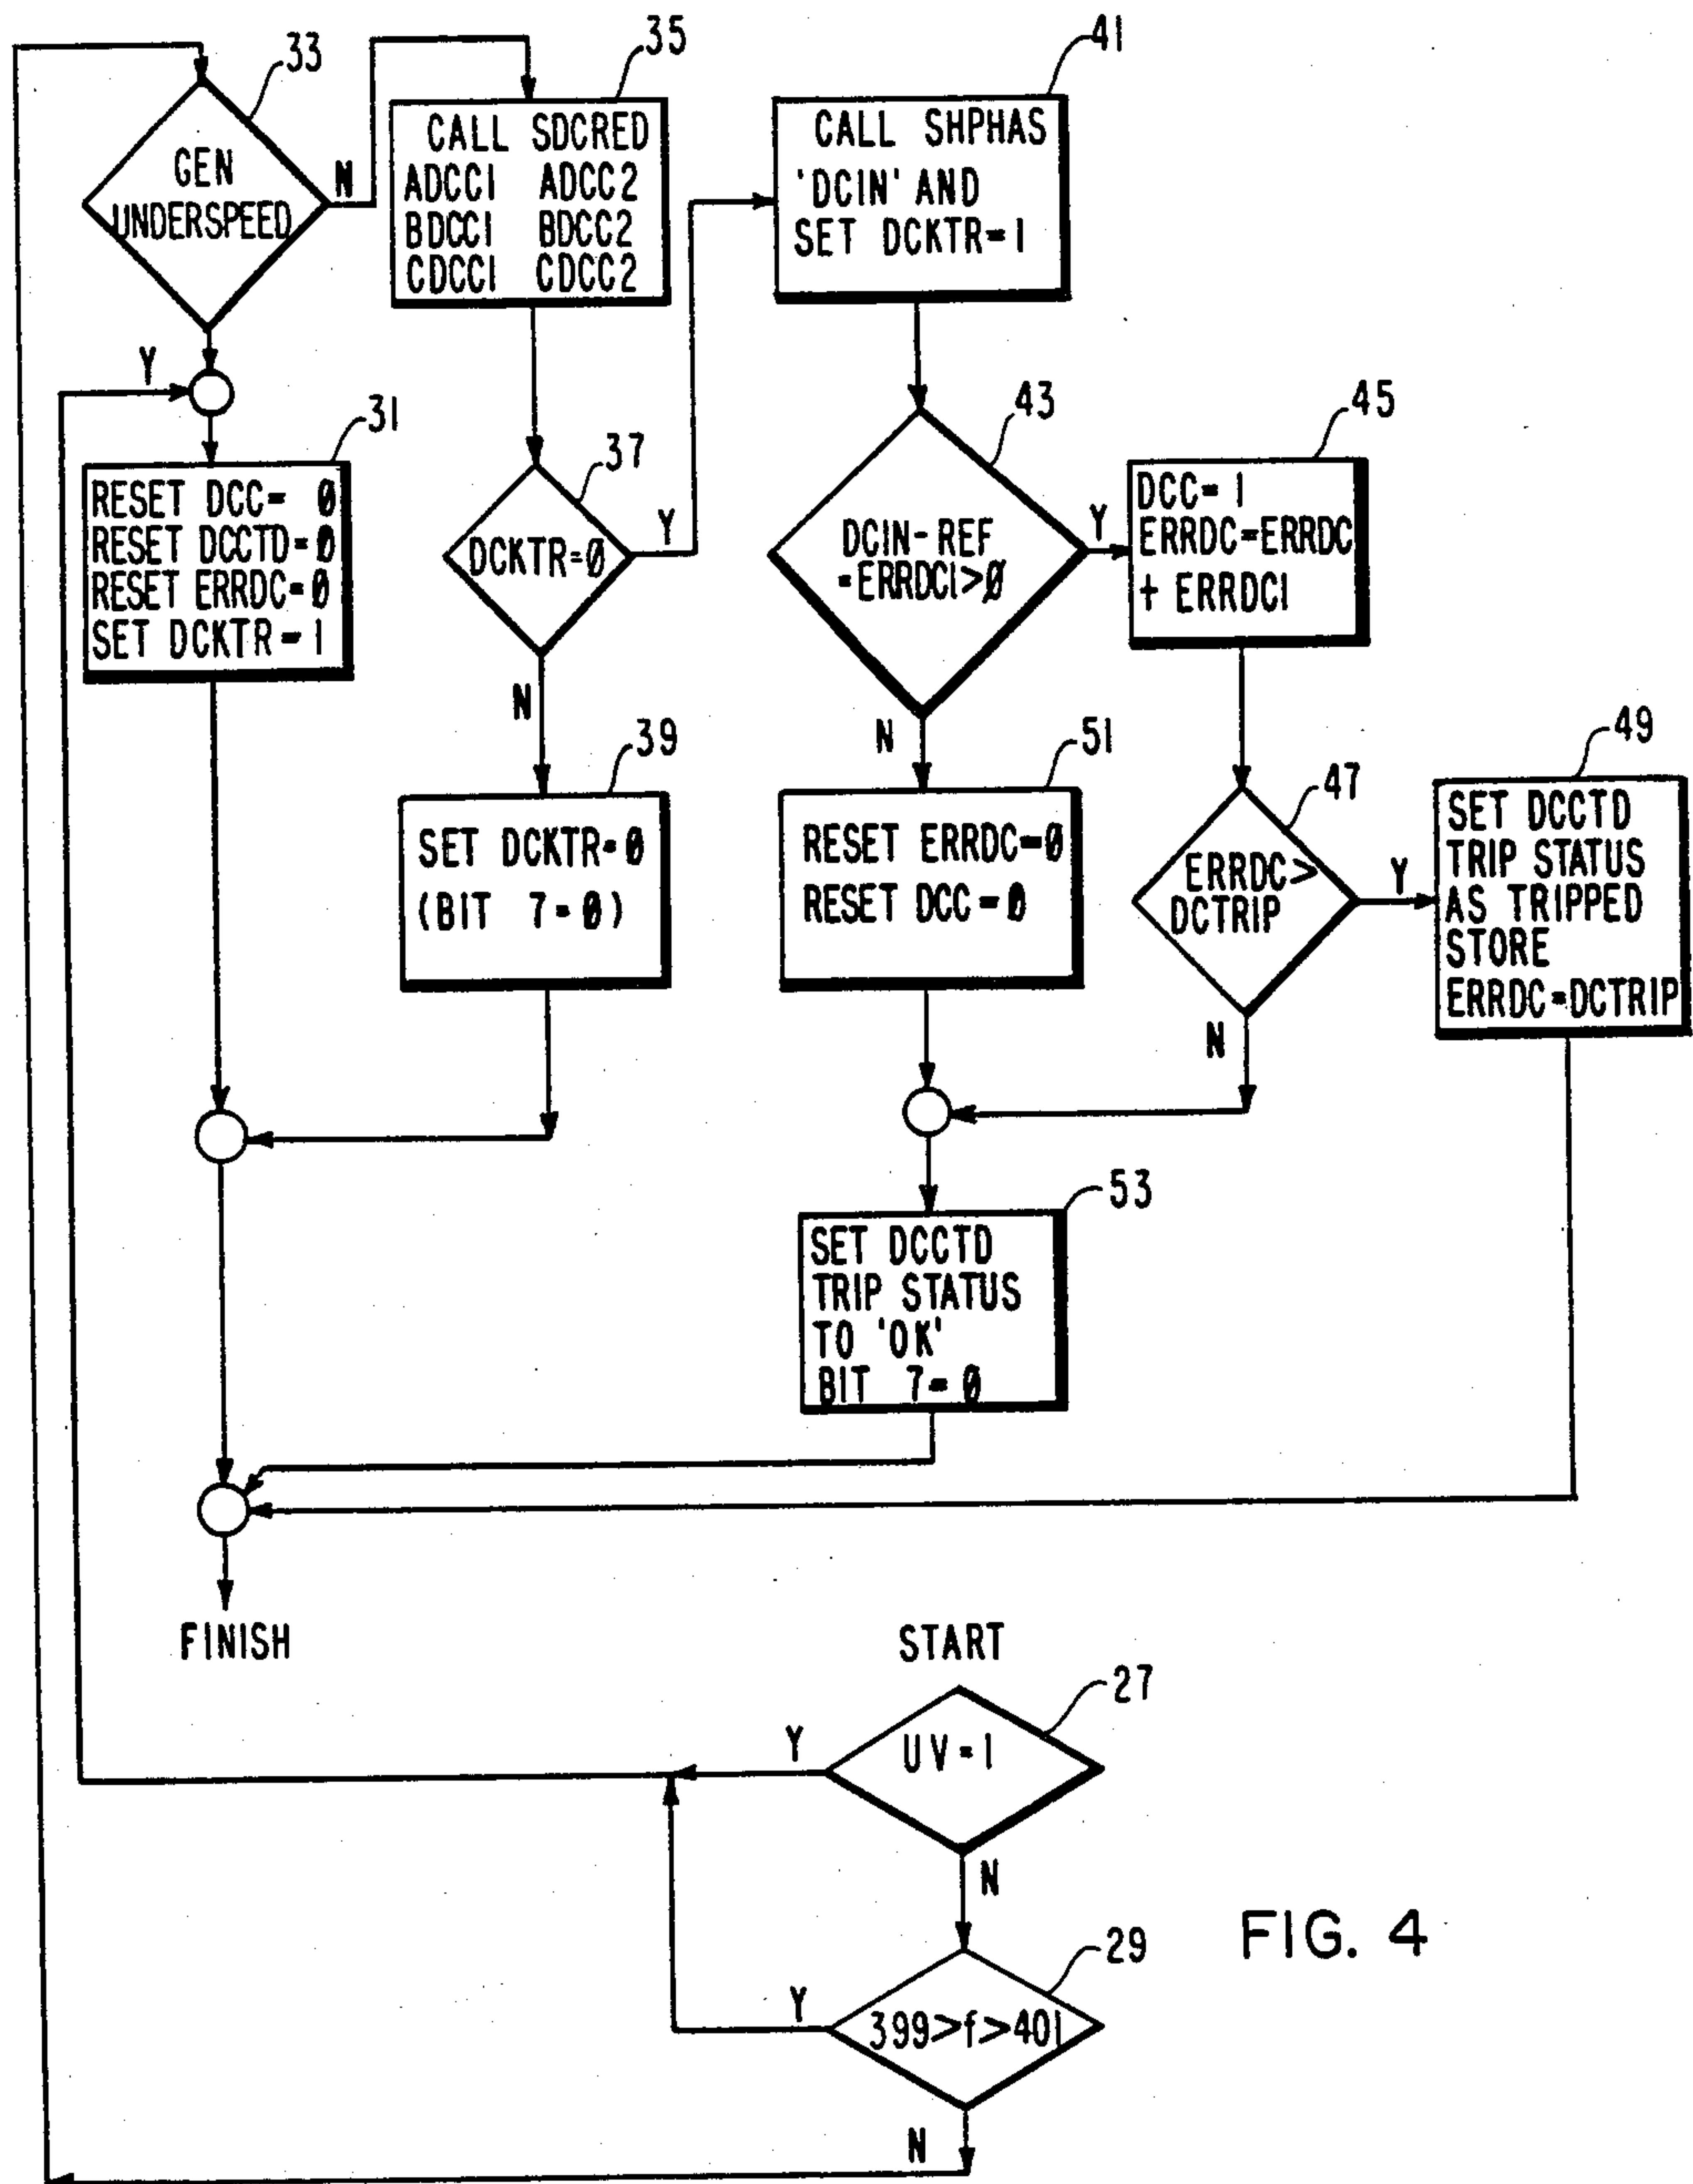 33
GEN
UNDERSPEED
N
Y
35
CALL SDCRED
ADCC1 ADCC2
BDCC1 BDCC2
CDCC1 CDCC2
41
CALL SHPHAS
'DCIN' AND
SET DCKTR=1
31
RESET DCC= 0
RESET DCCTD=0
RESET ERRDC=0
SET DCKTR=1
37
DCKTR=0
Y
N
43
DCIN-REF
=ERRDC1>0
Y
N
45
DCC=1
ERRDC=ERRDC
+ ERRDC1
39
SET DCKTR=0
(BIT 7=0)
51
RESET ERRDC=0
RESET DCC=0
47
ERRDC>
DCTRIP
Y
N
49
SET DCCTD
TRIP STATUS
AS TRIPPED
STORE
ERRDC=DCTRIP
53
SET DCCTD
TRIP STATUS
TO 'OK'
BIT 7=0
FINISH
START
27
UV=1
Y
N
29
399>f>401
Y
N
FIG. 4